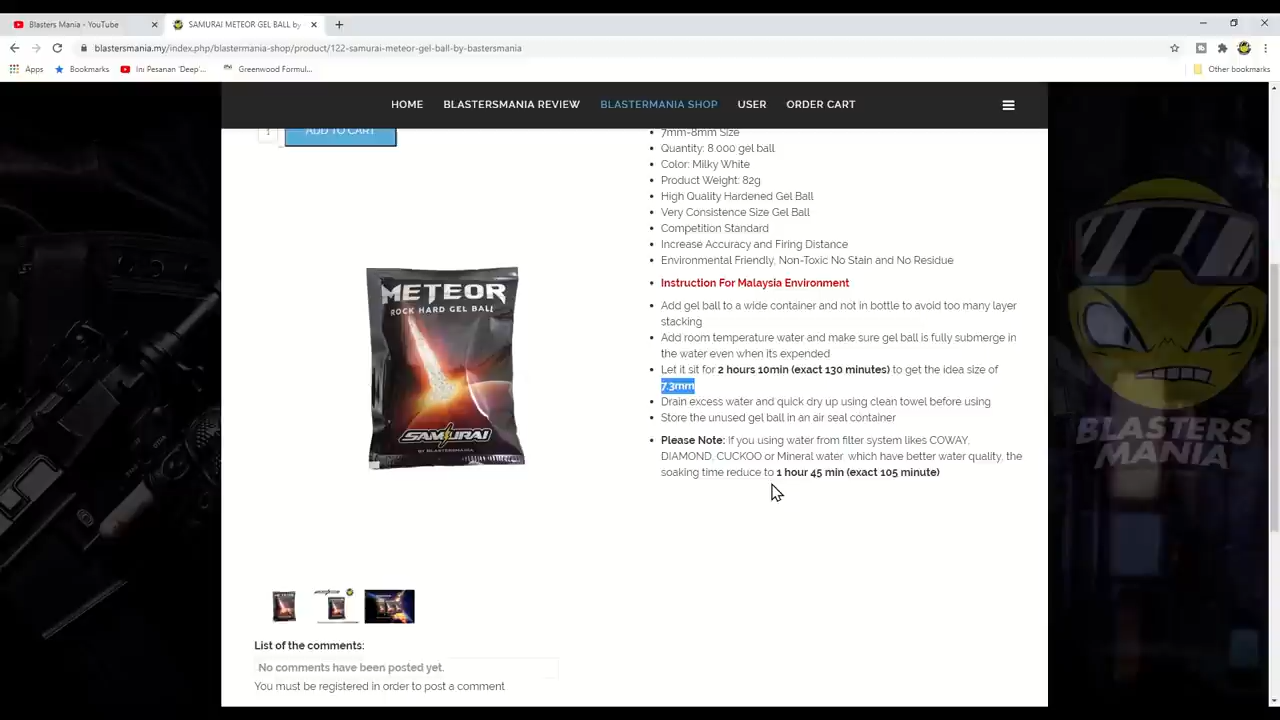 Blasters Mania - YouTube
SAMURAI METEOR GEL BALL by
blastersmania.my/index.php/blastermania-shop/product/122-samurai-meteor-gel-ball-by-bastersmania
Apps
Bookmarks
Ini Pesanan 'Deep'...
Greenwood Formul...
Other bookmarks
HOME BLASTERSMANIA REVIEW BLASTERMANIA SHOP USER ORDER CART
1
ADD TO CART
7mm-8mm Size
Quantity: 8.000 gel ball
Color: Milky White
Product Weight: 82g
High Quality Hardened Gel Ball
Very Consistence Size Gel Ball
Competition Standard
Increase Accuracy and Firing Distance
Environmental Friendly, Non-Toxic No Stain and No Residue
Instruction For Malaysia Environment
Add gel ball to a wide container and not in bottle to avoid too many layer
stacking
Add room temperature water and make sure gel ball is fully submerge in
the water even when its expended
Let it sit for 2 hours 10min (exact 130 minutes) to get the idea size of
7.3mm
Drain excess water and quick dry up using clean towel before using
Store the unused gel ball in an air seal container
Please Note: If you using water from filter system likes COWAY,
DIAMOND, CUCKOO or Mineral water which have better water quality, the
soaking time reduce to 1 hour 45 min (exact 105 minute)
METEOR
ROCK HARD GEL BALL
SAMURAI
BY BLASTERSMANIA
BLASTERS
MANIA
List of the comments:
No comments have been posted yet.
You must be registered in order to post a comment